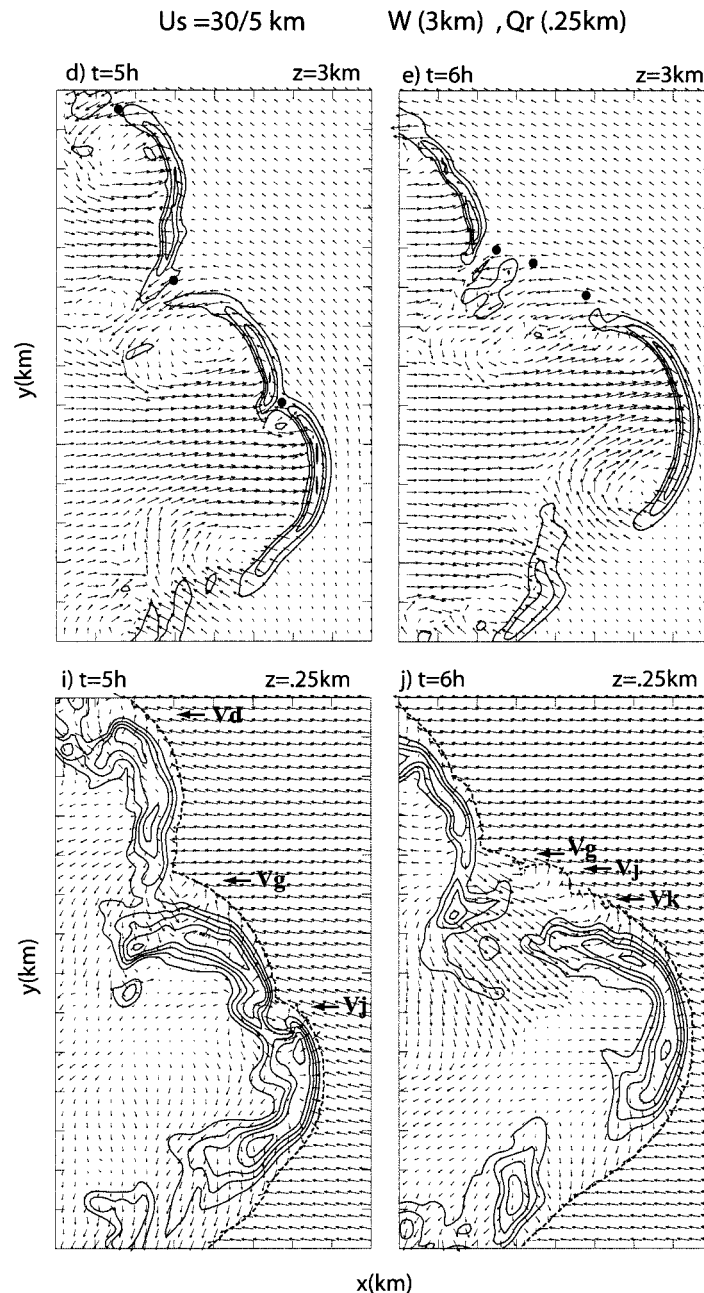 Us =30/5 km W (3km) , Qr (.25km)
d) t=5h z=3km
e) t=6h z=3km
y(km)
i) t=5h z=.25km
j) t=6h z=.25km
Vd
Vg
Vj
Vg
Vj
Vk
y(km)
x(km)